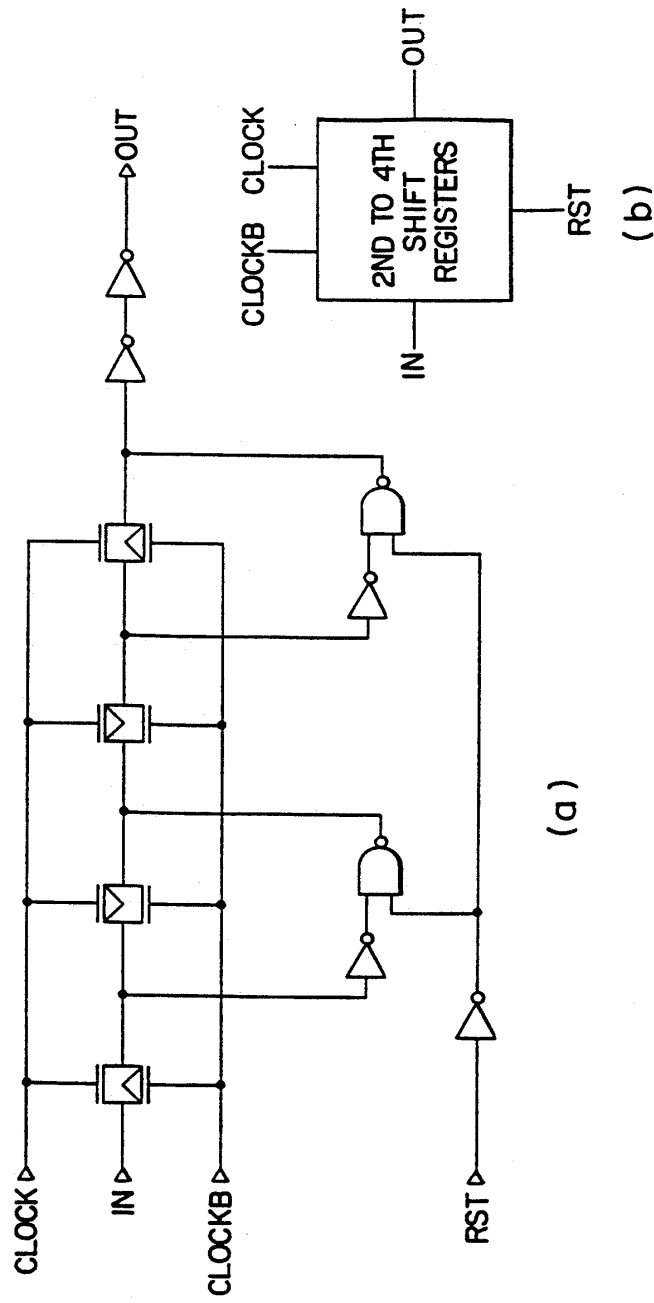 CLOCK
IN
CLOCKB
RST
OUT
(a)
CLOCKB
CLOCK
IN
2ND TO 4TH
SHIFT
REGISTERS
OUT
RST
(b)